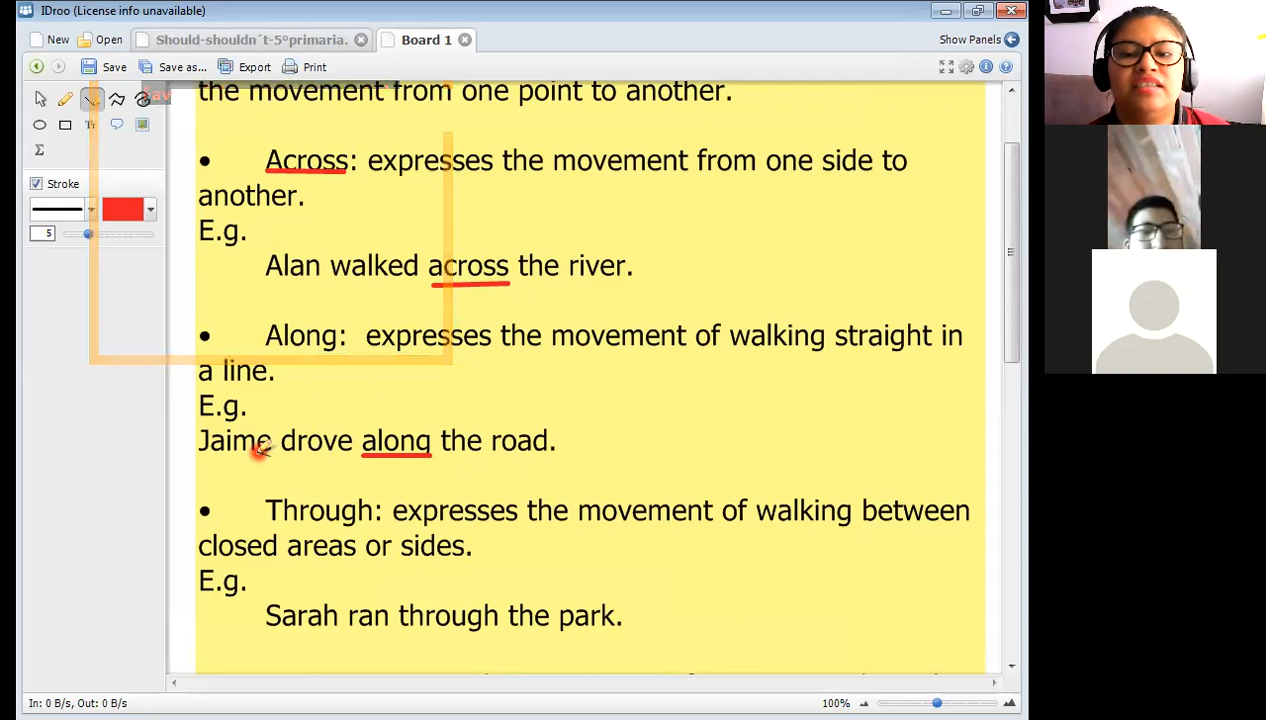 IDroo (License info unavailable)
New Open Should-shouldn´t-5°primaria. Board 1 Show Panels
Save Save as... Export Print
Stroke
5
the movement from one point to another.
• Across: expresses the movement from one side to
another.
E.g.
Alan walked across the river.
• Along: expresses the movement of walking straight in
a line.
E.g.
Jaime drove along the road.
• Through: expresses the movement of walking between
closed areas or sides.
E.g.
Sarah ran through the park.
In: 0 B/s, Out: 0 B/s 100%